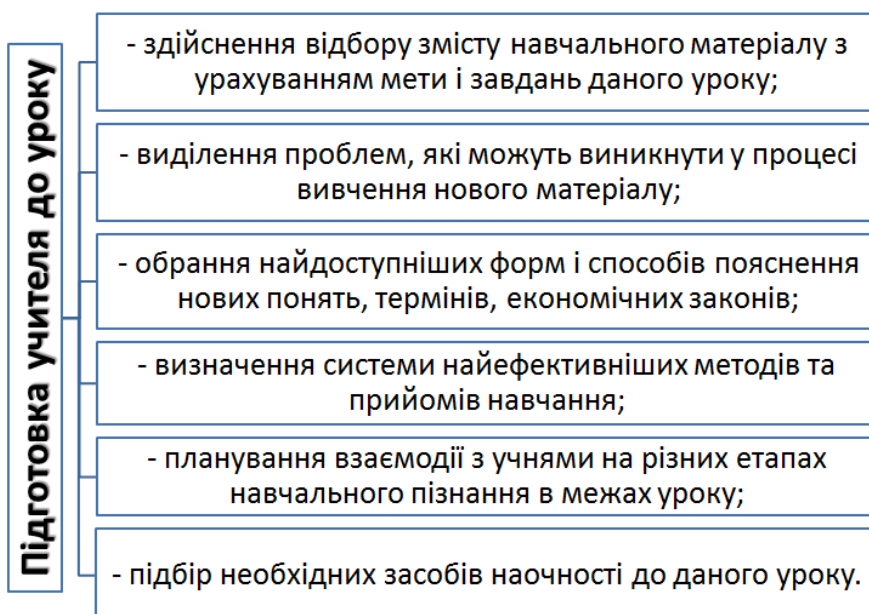 Підготовка учителя до уроку
- здійснення відбору змісту навчального матеріалу з
урахуванням мети і завдань даного уроку;
- виділення проблем, які можуть виникнути у процесі
вивчення нового матеріалу;
- обрання найдоступніших форм і способів пояснення
нових понять, термінів, економічних законів;
- визначення системи найефективніших методів та
прийомів навчання;
- планування взаємодії з учнями на різних етапах
навчального пізнання в межах уроку;
- підбір необхідних засобів наочності до даного уроку.